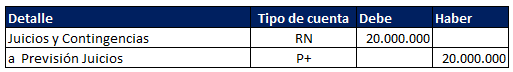 Detalle Tipo de cuenta Debe Haber
Juicios y Contingencias RN 20.000.000
a Previsión Juicios P+ 20.000.000